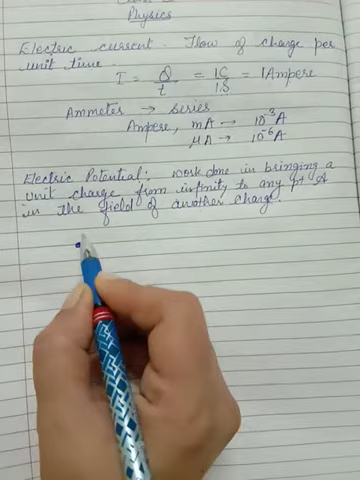 Physics
Electric current. Flow of charge per
unit time.
I = Q/t = 1C/1S = 1 Ampere
Ammeter → series
Ampere, mA → 10⁻³A
μA → 10⁻⁶A
Electric Potential: work done in bringing a
unit charge from infinity to any pt A
in the field of another charge.